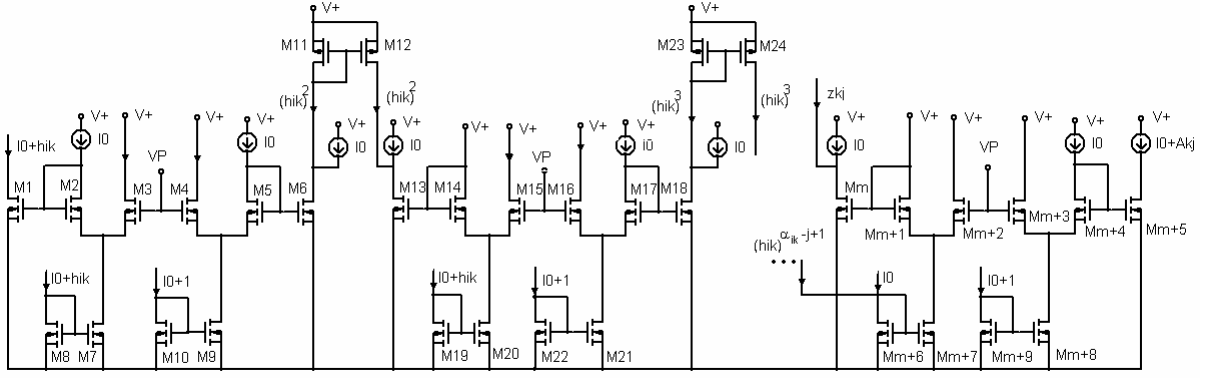 V+ V+
M11 M12 M23 M24
(hik)^2 (hik)^2 (hik)^3 (hik)^3 zkj
V+ V+ V+ V+ V+ V+ V+ V+ V+ V+ V+ V+ V+ V+ V+ V+ V+
I0+hik I0 VP I0 I0 I0 VP I0 I0 I0 VP I0 I0+Akj
M1 M2 M3 M4 M5 M6 M13 M14 M15 M16 M17 M18 Mm
Mm+1 Mm+2 Mm+3 Mm+4 Mm+5
(hik)^αik-j+1
I0+hik I0+1 I0+hik I0+1 I0 I0+1
M8 M7 M10 M9 M19 M20 M22 M21 Mm+6 Mm+7 Mm+9 Mm+8